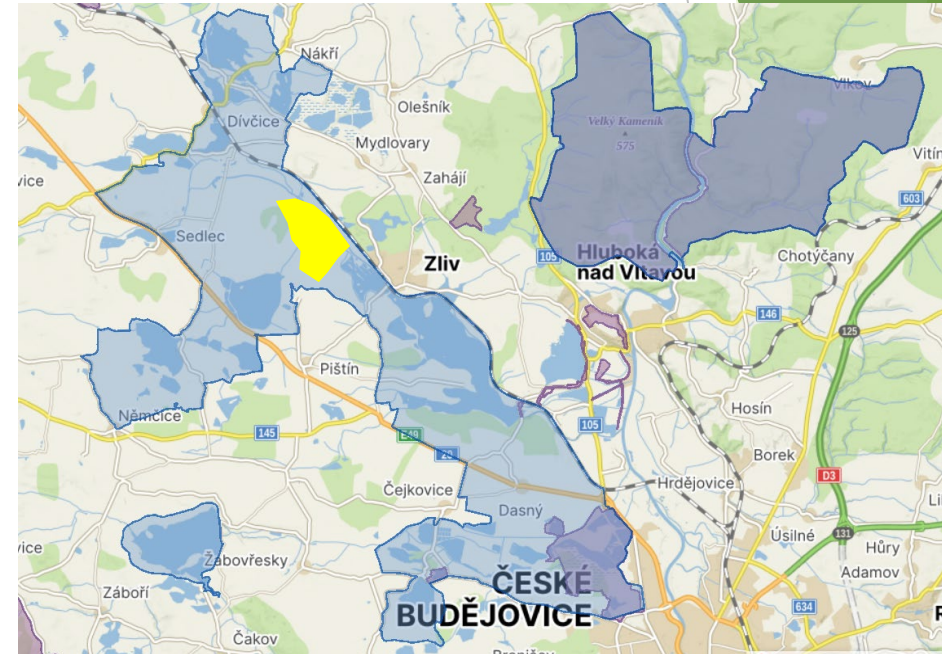 Nákří
Vlkov
Olešník
Dívčice
Velký Kameník
575
Mydlovary
Vitín
vice
Zahájí
603
Sedlec
Zliv
105
Hluboká
nad Vltavou
Chotýčany
146
125
Pištín
Hosín
Němčice
145
E49
20
105
Borek
D3
Čejkovice
Hrdějovice
Dasný
Úsilné
131
Hůry
vice
Žabovřesky
Adamov
Záboří
ČESKÉ
BUDĚJOVICE
634
Čakov